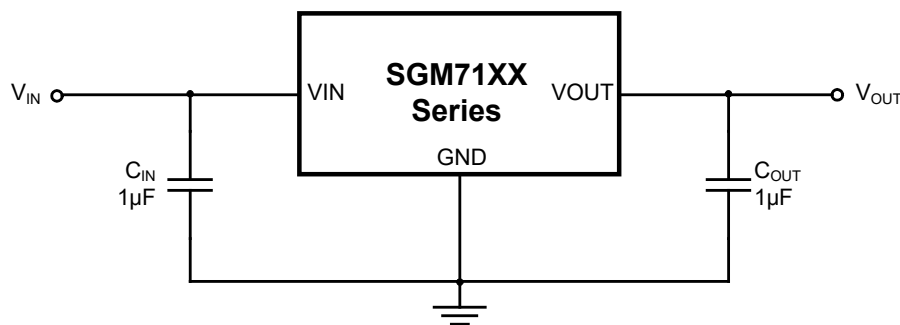 SGM71XX
Series
V_IN
VIN
VOUT
V_OUT
GND
C_IN
1µF
C_OUT
1µF